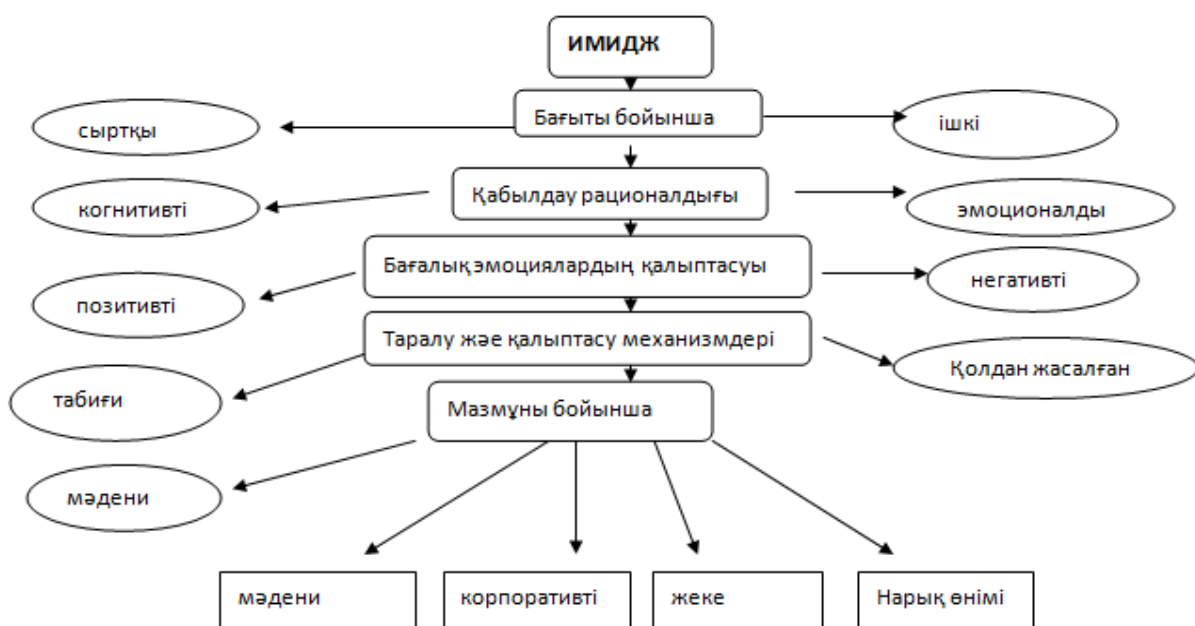 ИМИДЖ
Бағыты бойынша
сыртқы
ішкі
Қабылдау рационалдығы
когнитивті
эмоционалды
Бағалық эмоциялардың қалыптасуы
позитивті
негативті
Таралу жәе қалыптасу механизмдері
табиғи
Қолдан жасалған
Мазмұны бойынша
мәдени
мәдени
корпоративті
жеке
Нарық өнімі